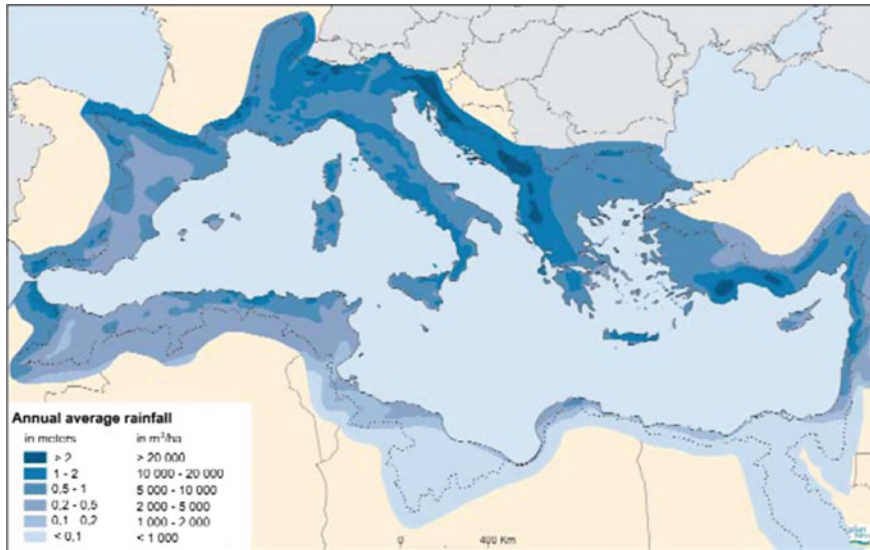 Annual average rainfall
in meters in m³/ha
> 2 > 20 000
1 - 2 10 000 - 20 000
0,5 - 1 5 000 - 10 000
0,2 - 0,5 2 000 - 5 000
0,1 - 0,2 1 000 - 2 000
< 0,1 < 1 000
0 400 Km